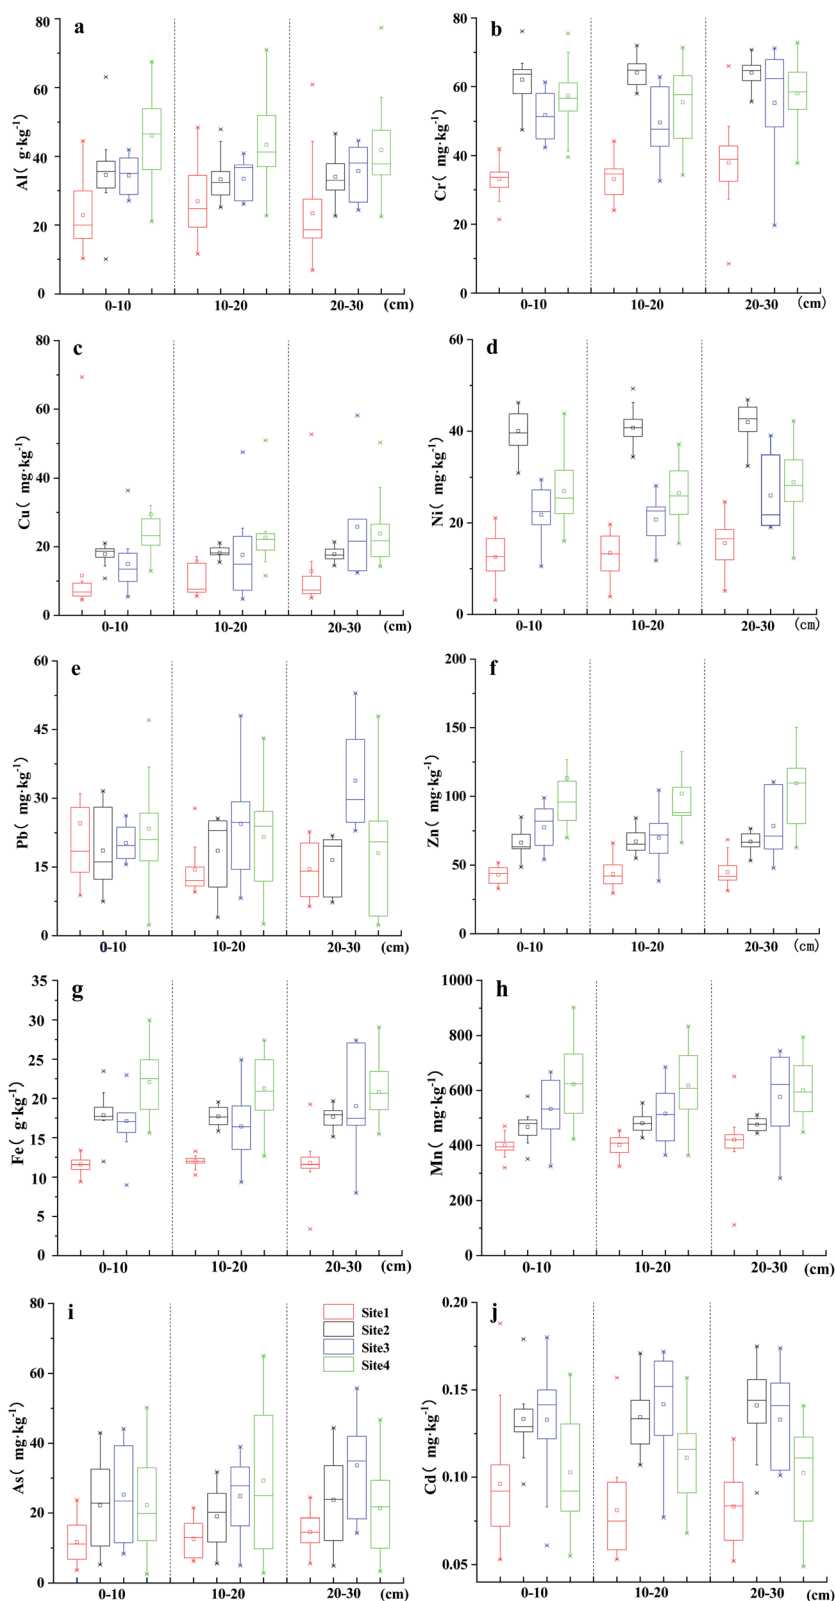 a
Al( g·kg⁻¹)
80
60
40
20
0
0-10
10-20
20-30
(cm)
b
Cr( mg·kg⁻¹)
80
60
40
20
0
0-10
10-20
20-30
(cm)
c
Cu( mg·kg⁻¹)
80
60
40
20
0
0-10
10-20
20-30
(cm)
d
Ni( mg·kg⁻¹)
60
40
20
0
0-10
10-20
20-30
(cm)
e
Pb( mg·kg⁻¹)
60
45
30
15
0
0-10
10-20
20-30
(cm)
f
Zn( mg·kg⁻¹)
200
150
100
50
0
0-10
10-20
20-30
(cm)
g
Fe( g·kg⁻¹)
35
30
25
20
15
10
5
0
0-10
10-20
20-30
(cm)
h
Mn( mg·kg⁻¹)
1000
800
600
400
200
0
0-10
10-20
20-30
(cm)
i
As( mg·kg⁻¹)
80
60
40
20
0
Site1
Site2
Site3
Site4
0-10
10-20
20-30
(cm)
j
Cd( mg·kg⁻¹)
0.20
0.15
0.10
0.05
0-10
10-20
20-30
(cm)